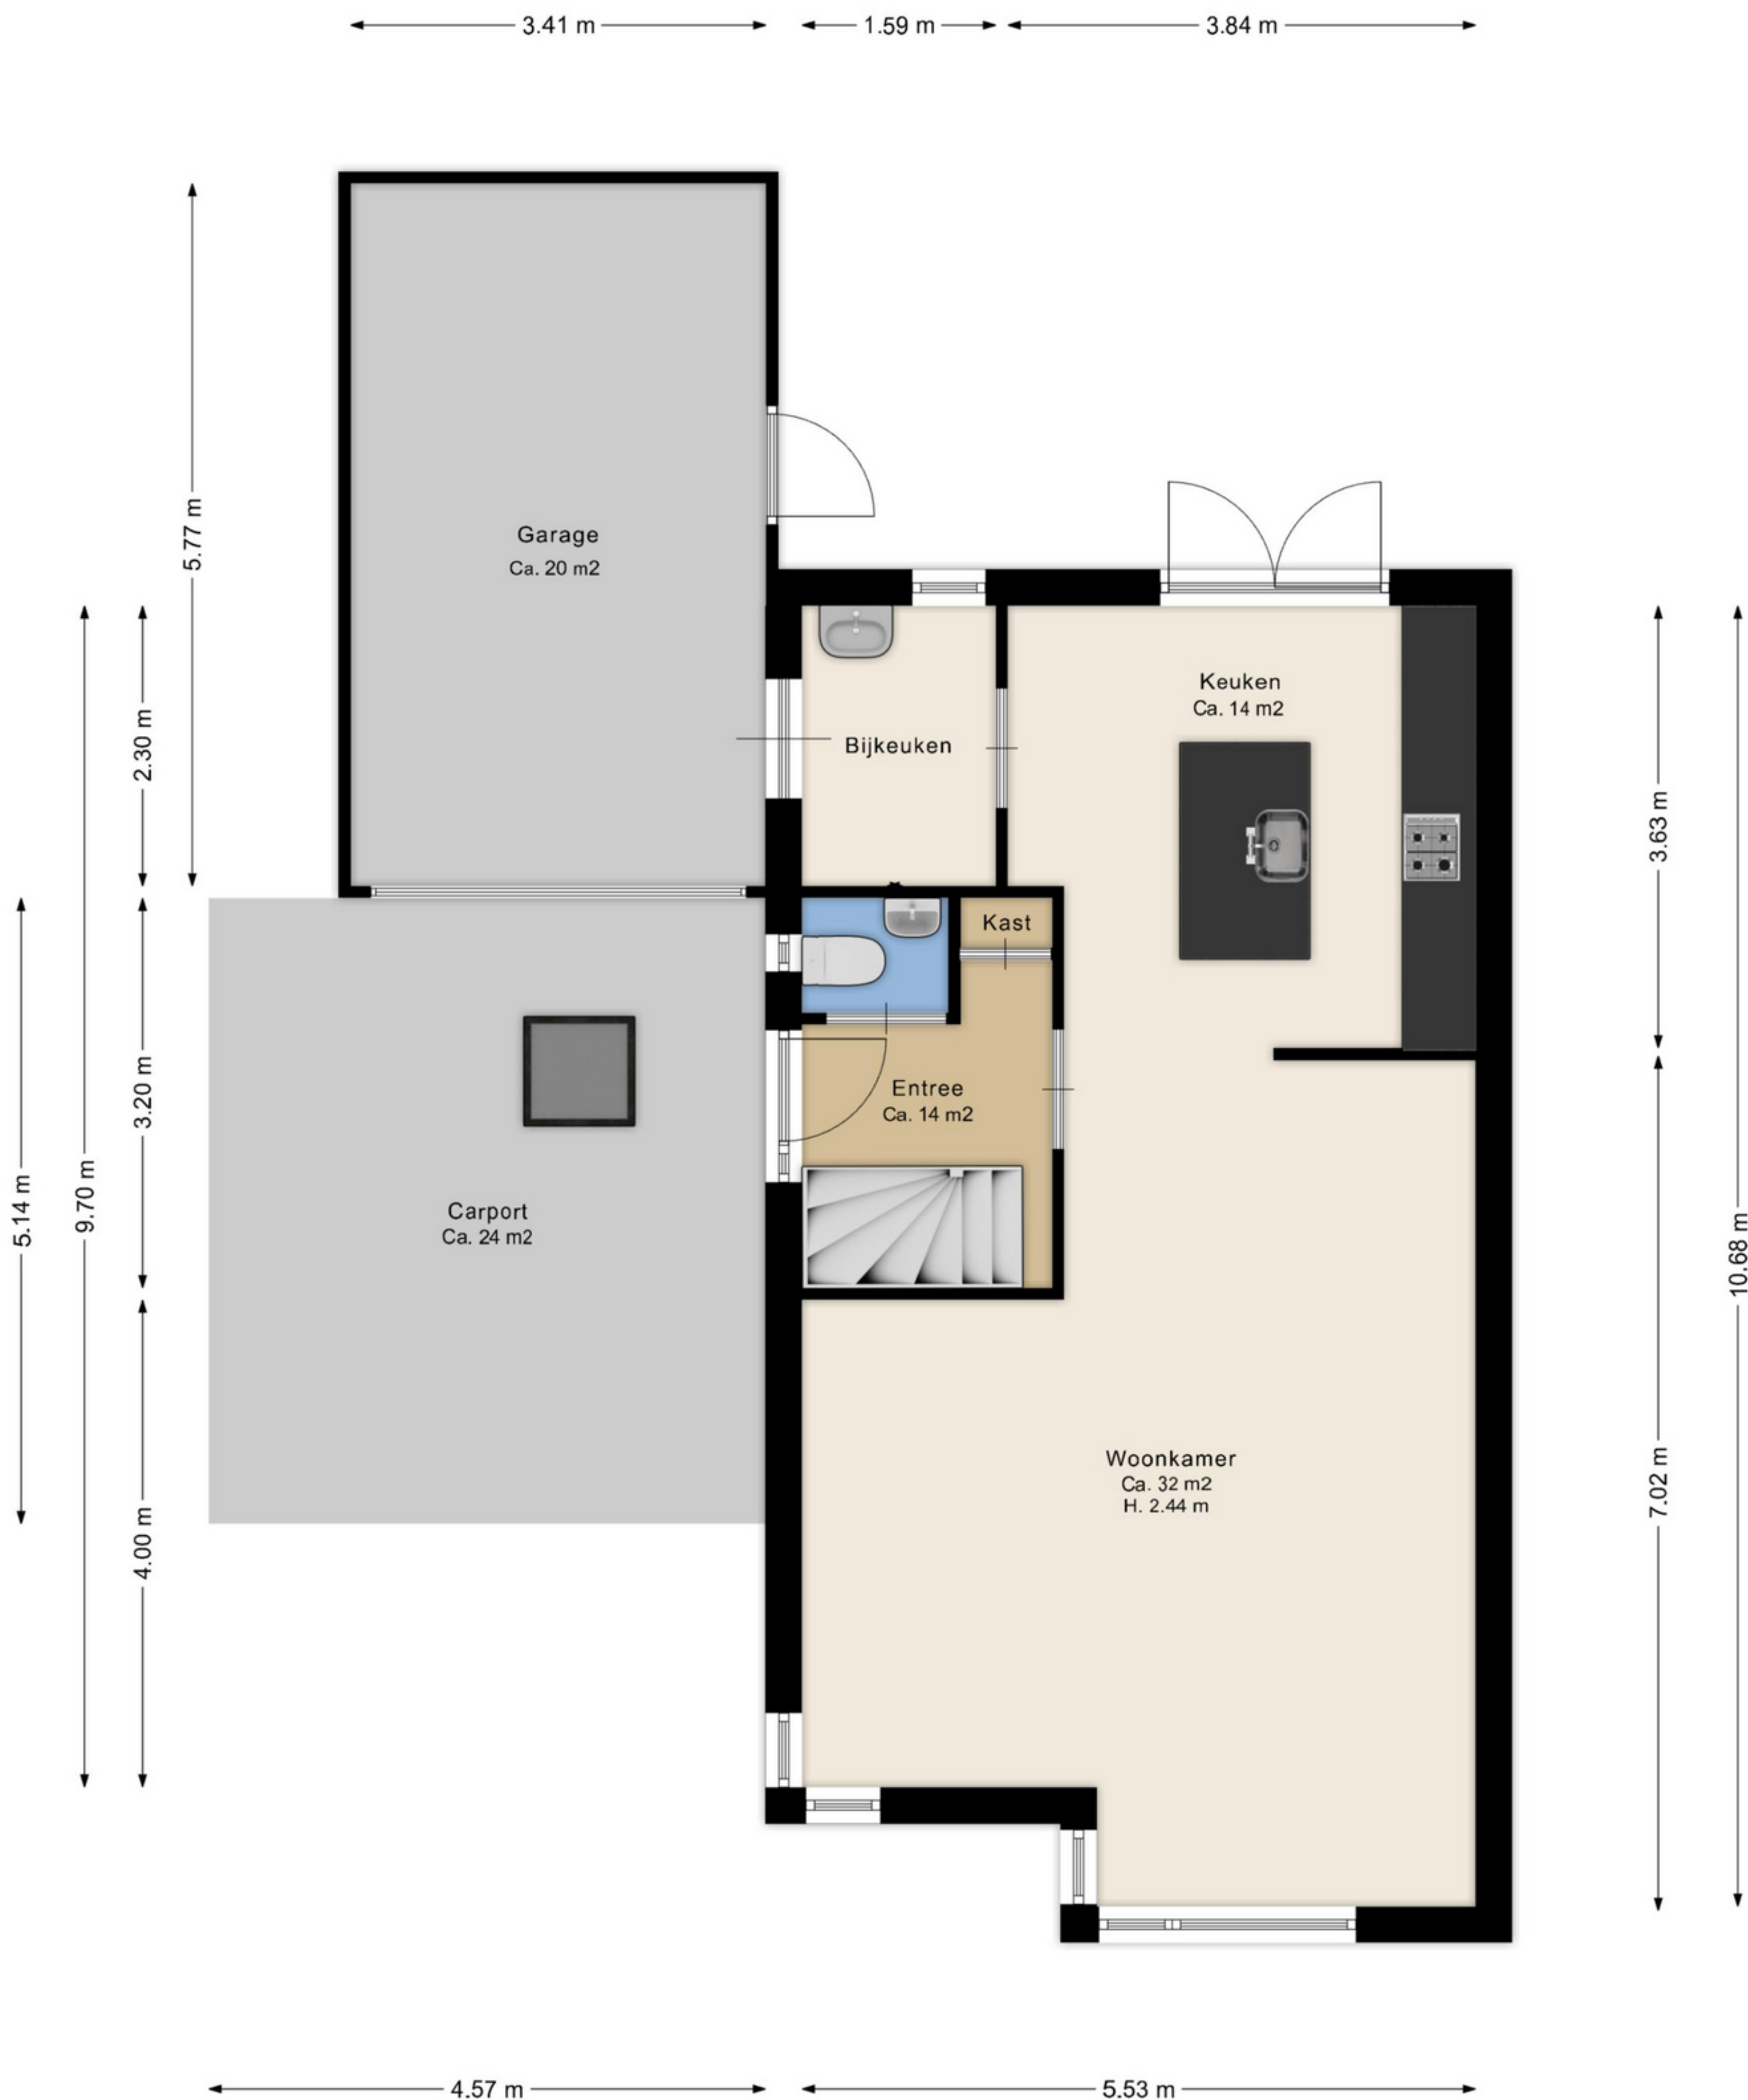 3.41 m
1.59 m
3.84 m
Garage
Ca. 20 m2
5.77 m
Keuken
Ca. 14 m2
Bijkeuken
2.30 m
3.63 m
Kast
Entree
Ca. 14 m2
3.20 m
9.70 m
5.14 m
Carport
Ca. 24 m2
10.68 m
Woonkamer
Ca. 32 m2
H. 2.44 m
7.02 m
4.00 m
4.57 m
5.53 m